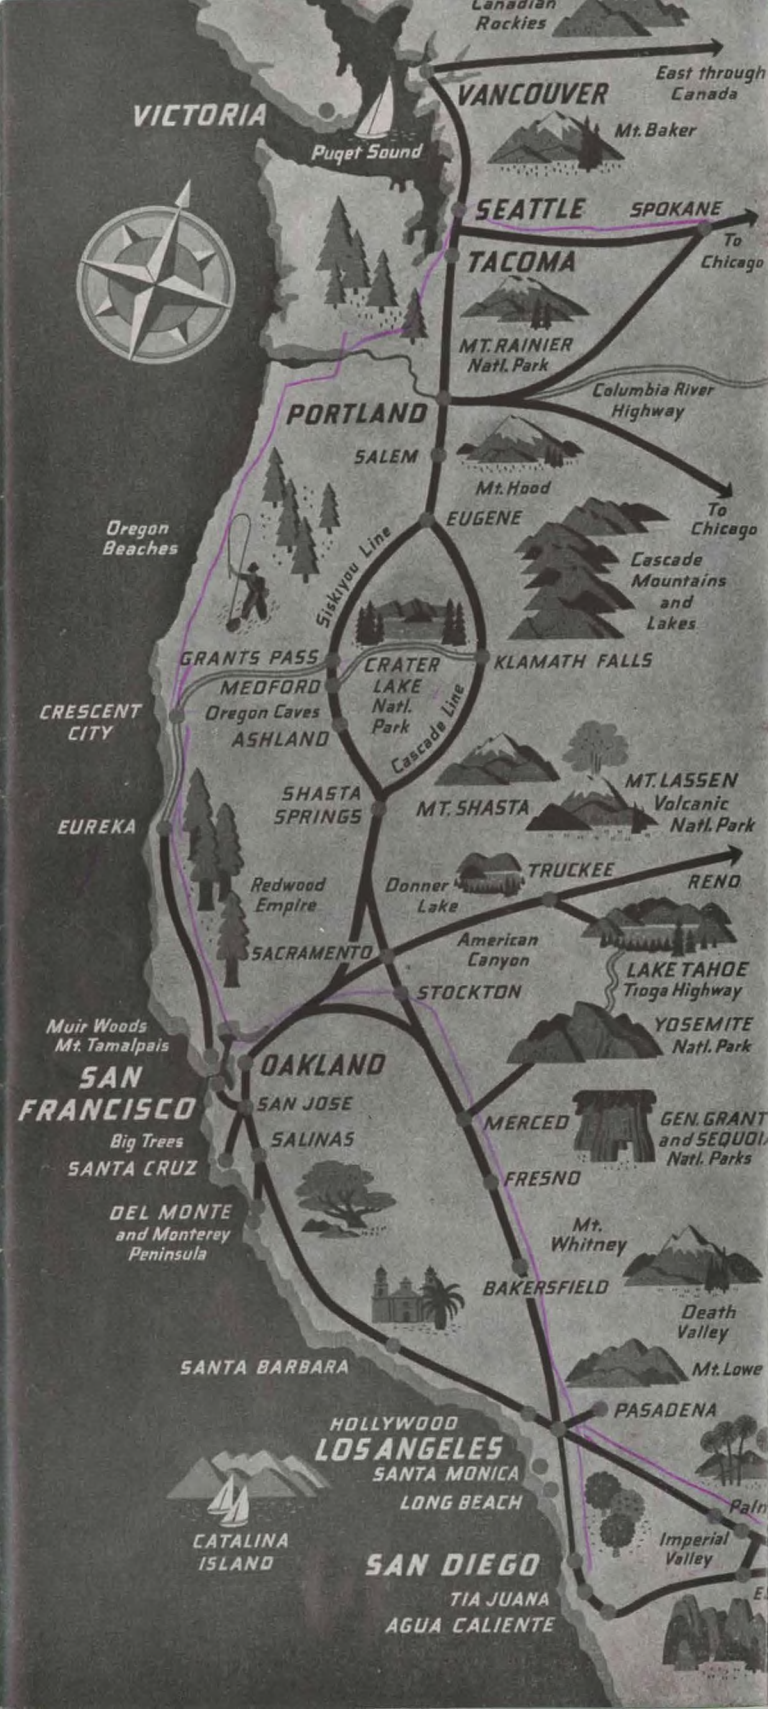 Canadian
Rockies
East through
Canada
VANCOUVER
VICTORIA
Mt. Baker
Puget Sound
SEATTLE
SPOKANE
To
Chicago
TACOMA
MT. RAINIER
Natl. Park
Columbia River
Highway
PORTLAND
SALEM
Mt. Hood
To
Chicago
EUGENE
Oregon
Beaches
Siskiyou Line
Cascade
Mountains
and
Lakes
GRANTS PASS
CRATER
LAKE
Natl.
Park
KLAMATH FALLS
MEDFORD
CRESCENT
CITY
Oregon Caves
ASHLAND
Cascade Line
SHASTA
SPRINGS
MT. SHASTA
MT. LASSEN
Volcanic
Natl. Park
EUREKA
Redwood
Empire
Donner
Lake
TRUCKEE
RENO
SACRAMENTO
American
Canyon
LAKE TAHOE
Tioga Highway
STOCKTON
Muir Woods
Mt. Tamalpais
YOSEMITE
Natl. Park
OAKLAND
SAN
FRANCISCO
SAN JOSE
MERCED
GEN. GRANT
and SEQUOI
Natl. Parks
Big Trees
SANTA CRUZ
SALINAS
FRESNO
DEL MONTE
and Monterey
Peninsula
Mt.
Whitney
BAKERSFIELD
Death
Valley
SANTA BARBARA
Mt. Lowe
PASADENA
HOLLYWOOD
LOS ANGELES
SANTA MONICA
LONG BEACH
Palm
CATALINA
ISLAND
Imperial
Valley
SAN DIEGO
TIA JUANA
AGUA CALIENTE
E